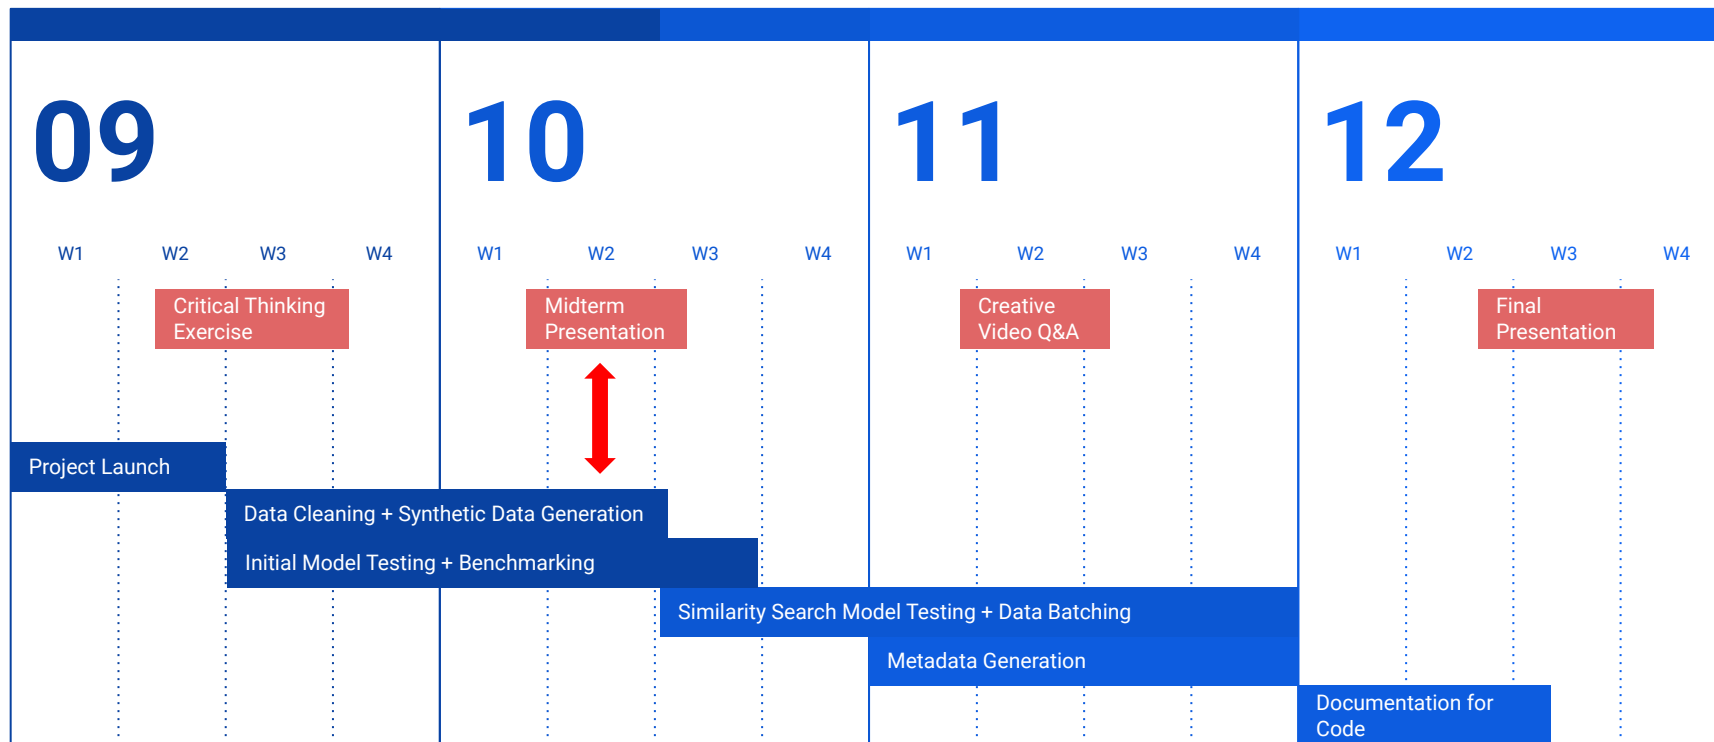 09
10
11
12
W1
W2
W3
W4
W1
W2
W3
W4
W1
W2
W3
W4
W1
W2
W3
W4
Critical Thinking
Exercise
Midterm
Presentation
Creative
Video Q&A
Final
Presentation
Project Launch
Data Cleaning + Synthetic Data Generation
Initial Model Testing + Benchmarking
Similarity Search Model Testing + Data Batching
Metadata Generation
Documentation for
Code